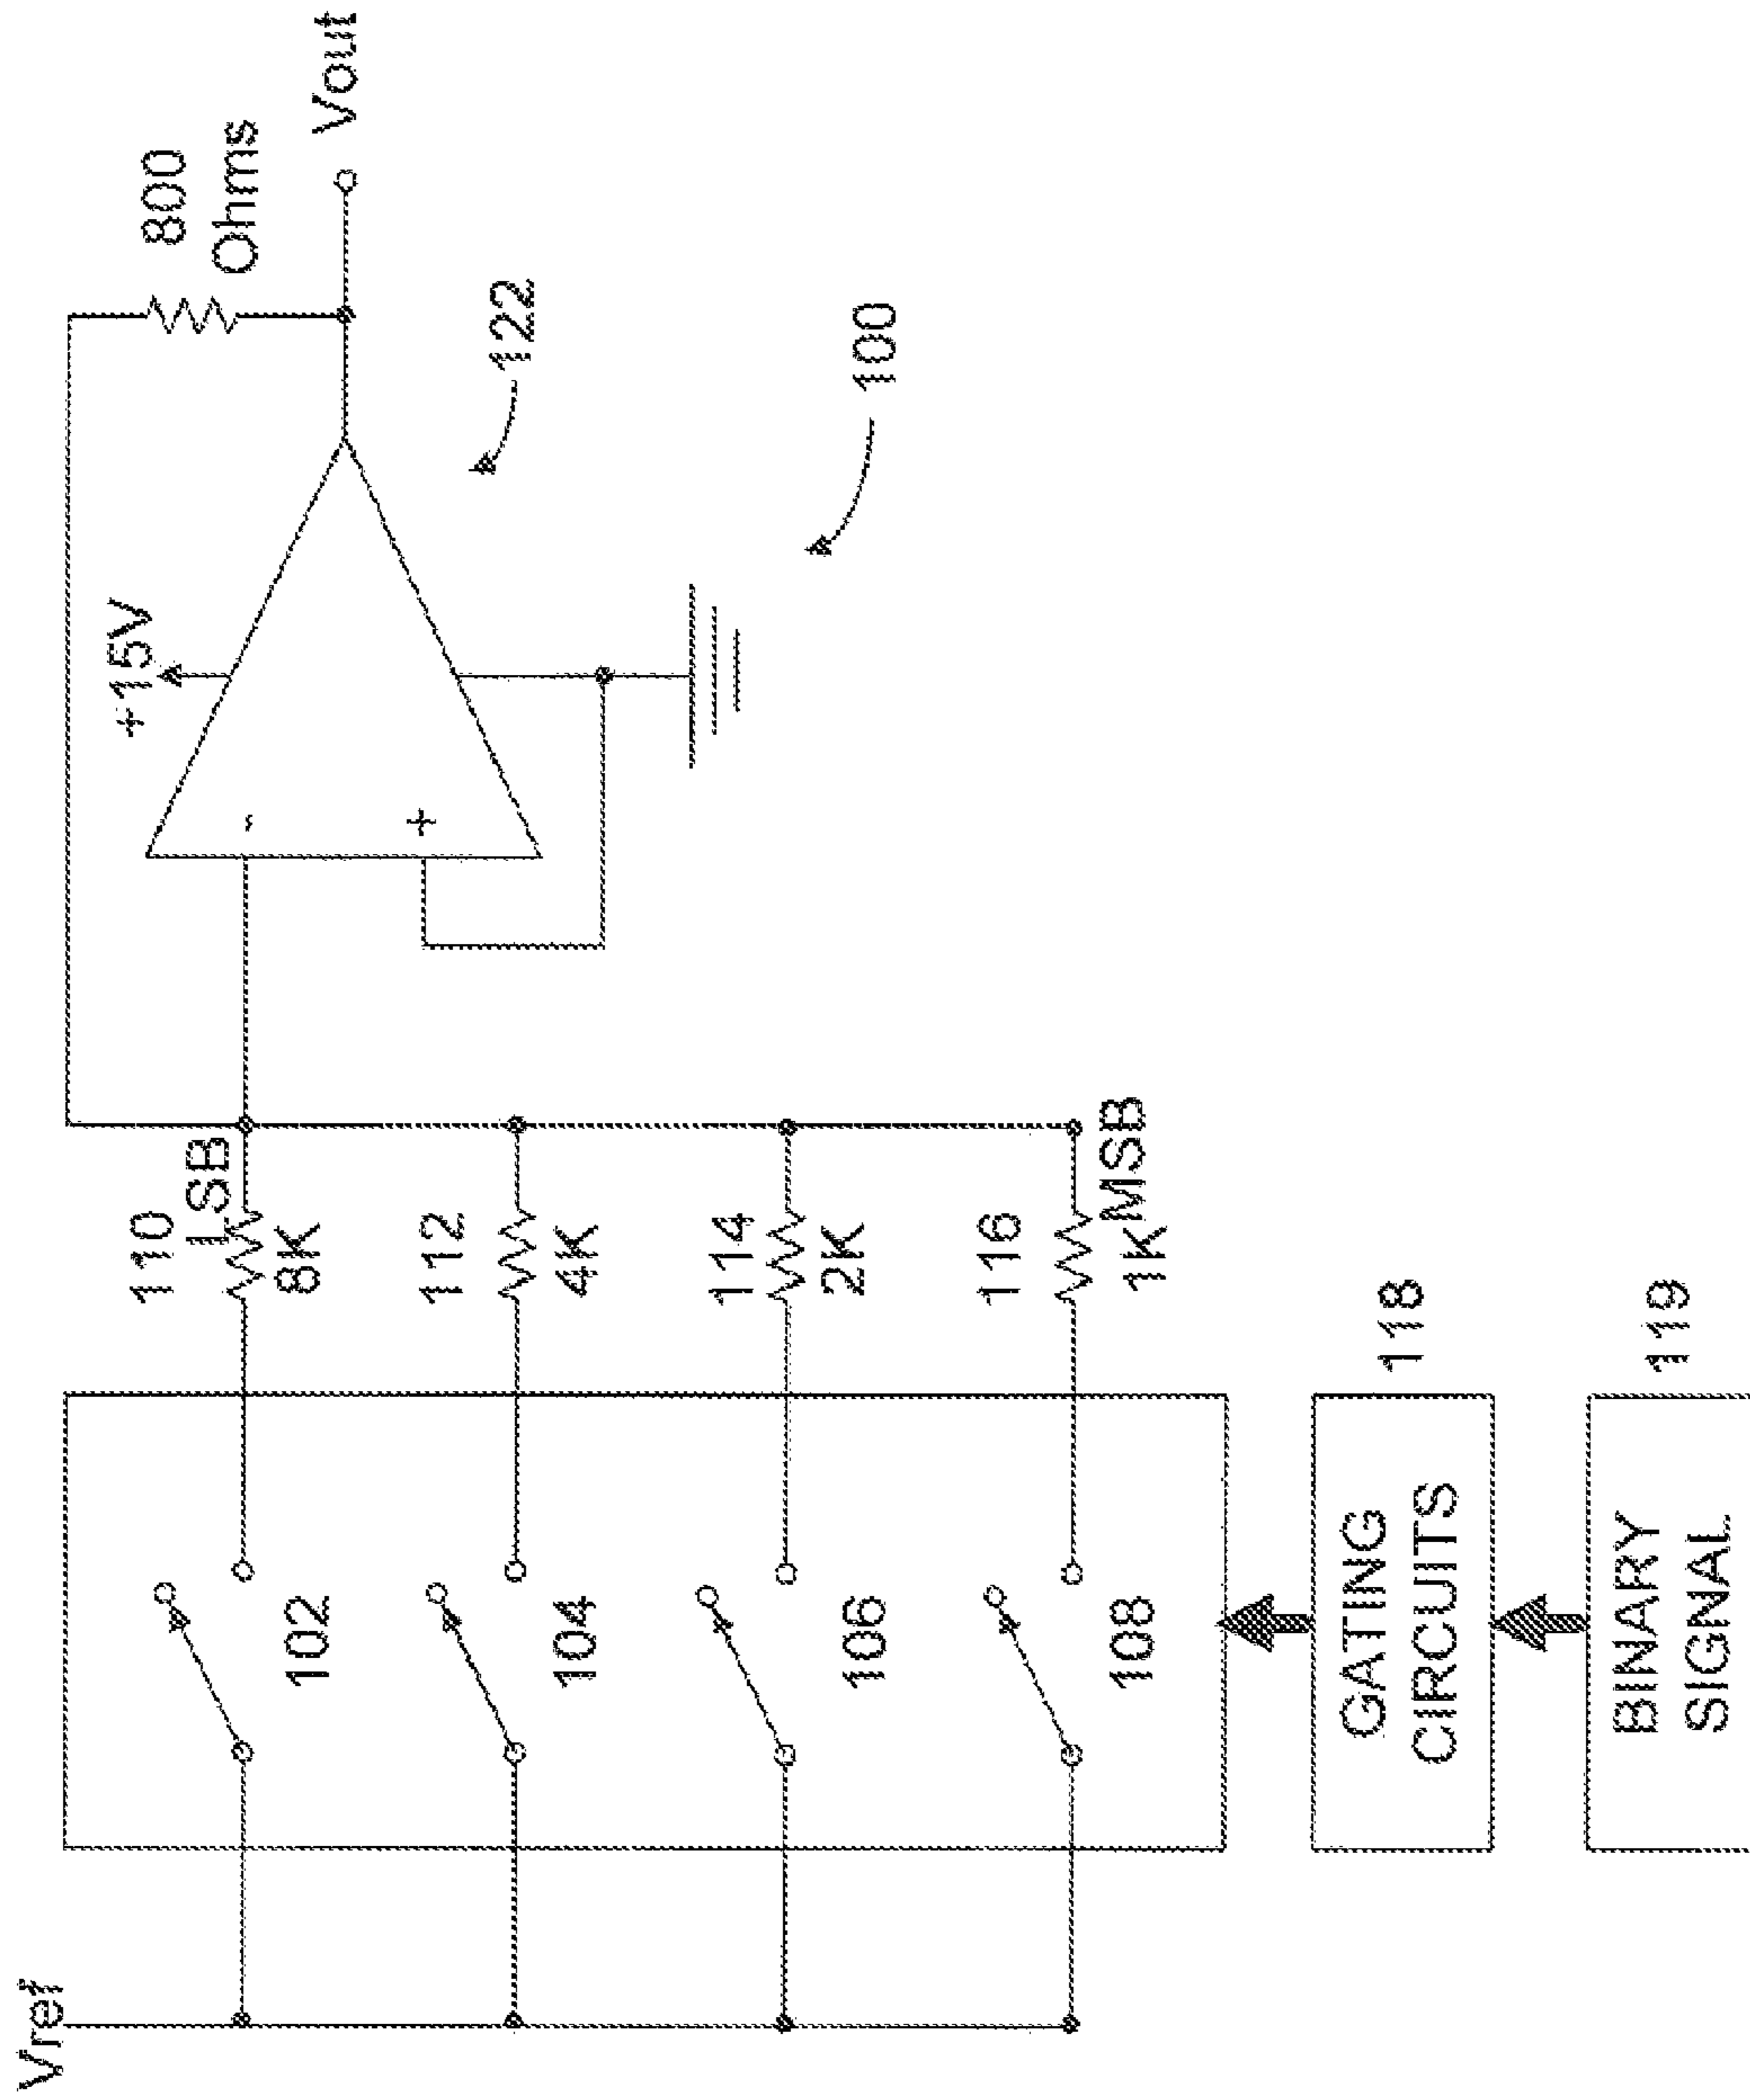 Vref
102
104
106
108
GATING
CIRCUITS
118
BINARY
SIGNAL
119
110
LSB
8K
112
4K
114
2K
116
1K
MSB
+15V
-
+
122
100
800
Ohms
Vout